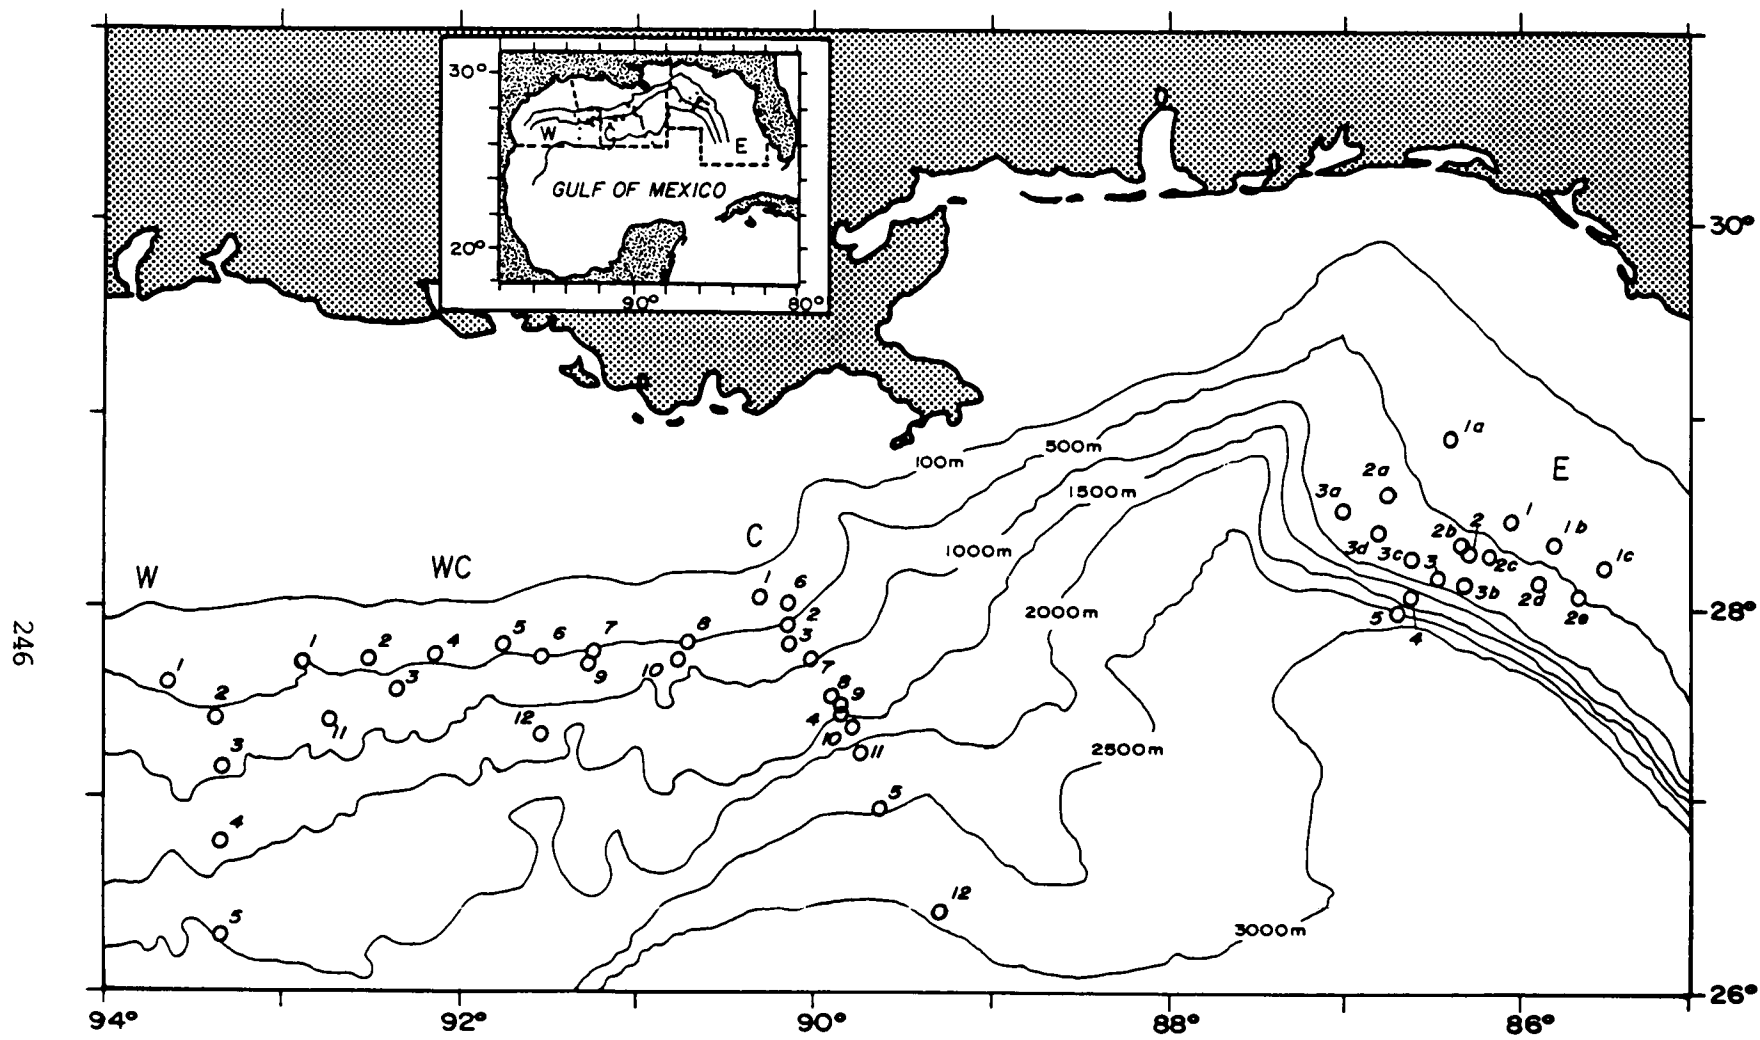 30°
W
C
E
GULF OF MEXICO
20°
90°
80°
30°
100m
500m
1500m
1000m
2000m
2500m
3000m
W
WC
C
E
1a
2a
3a
1
2
2b
1b
3d
3c
3
2c
1c
3b
2d
2e
5
4
1
6
2
3
7
8
9
4
10
11
5
12
1
2
4
5
6
7
8
3
9
10
11
12
1
2
3
4
5
28°
26°
94°
92°
90°
88°
86°
246